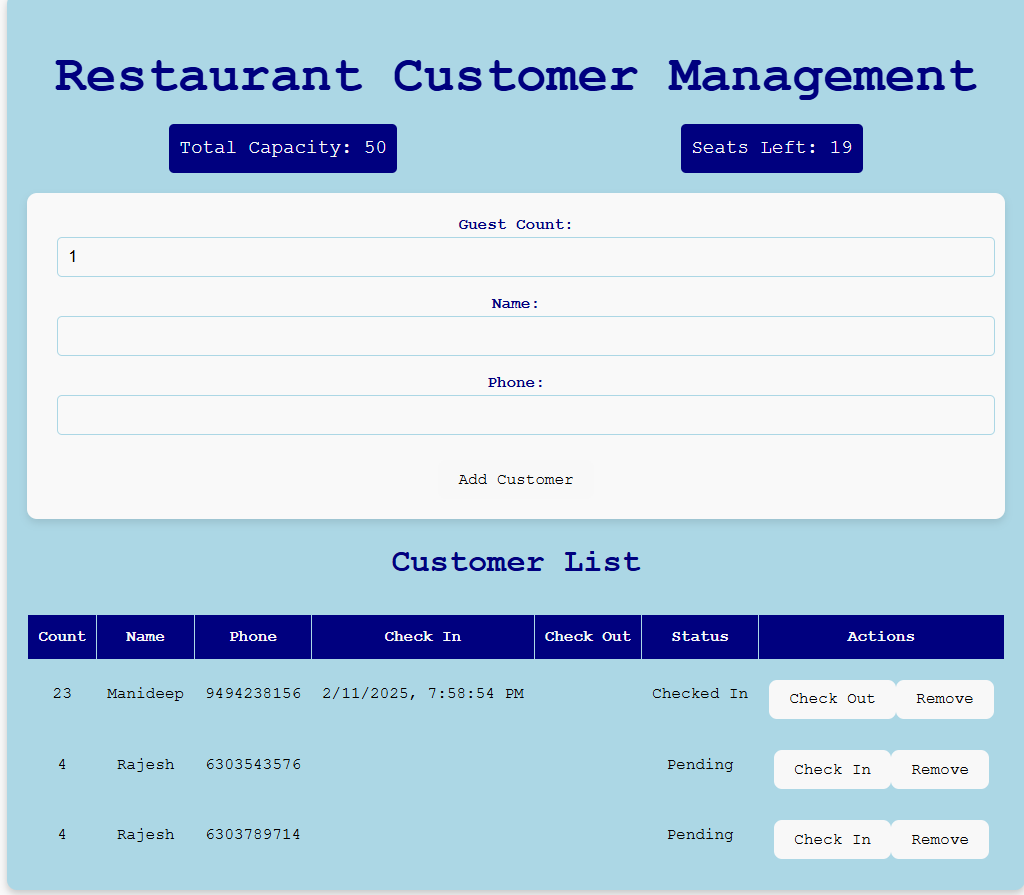 Restaurant Customer Management
Total Capacity: 50 Seats Left: 19
Guest Count:
1
Name:
Phone:
Add Customer
Customer List
Count Name Phone Check In Check Out Status Actions
23 Manideep 9494238156 2/11/2025, 7:58:54 PM Checked In Check Out Remove
4 Rajesh 6303543576 Pending Check In Remove
4 Rajesh 6303789714 Pending Check In Remove